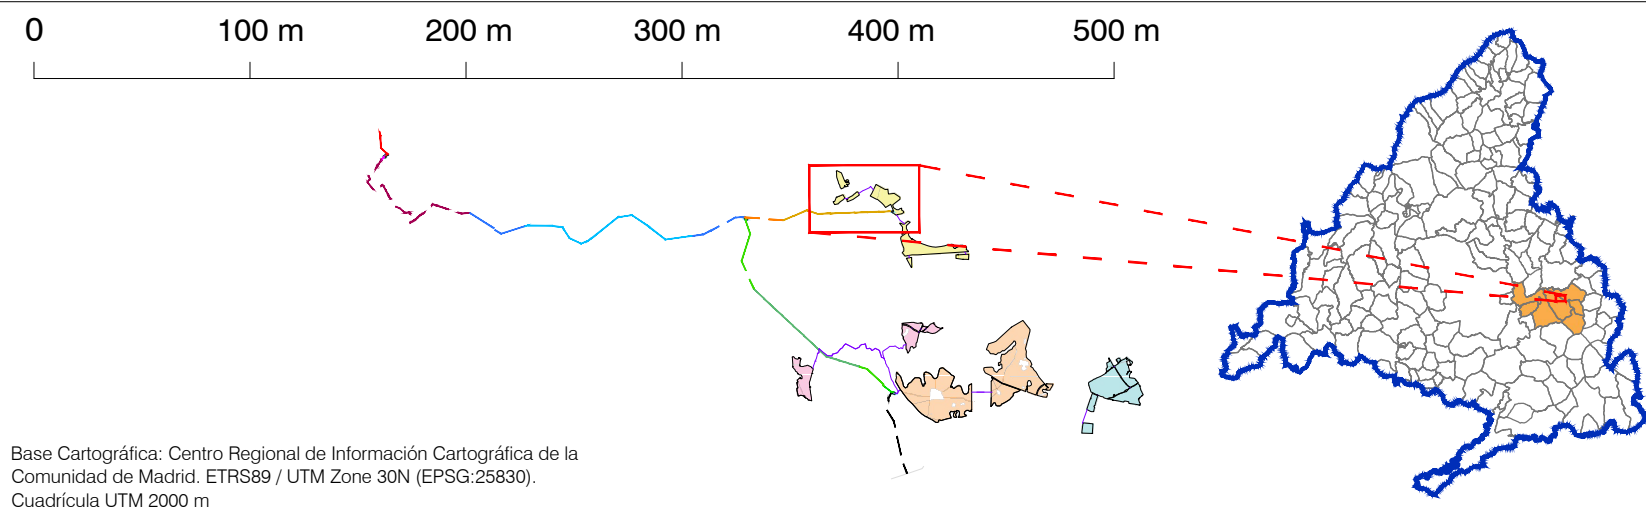 0 100 m 200 m 300 m 400 m 500 m
Base Cartográfica: Centro Regional de Información Cartográfica de la
Comunidad de Madrid. ETRS89 / UTM Zone 30N (EPSG:25830).
Cuadrícula UTM 2000 m